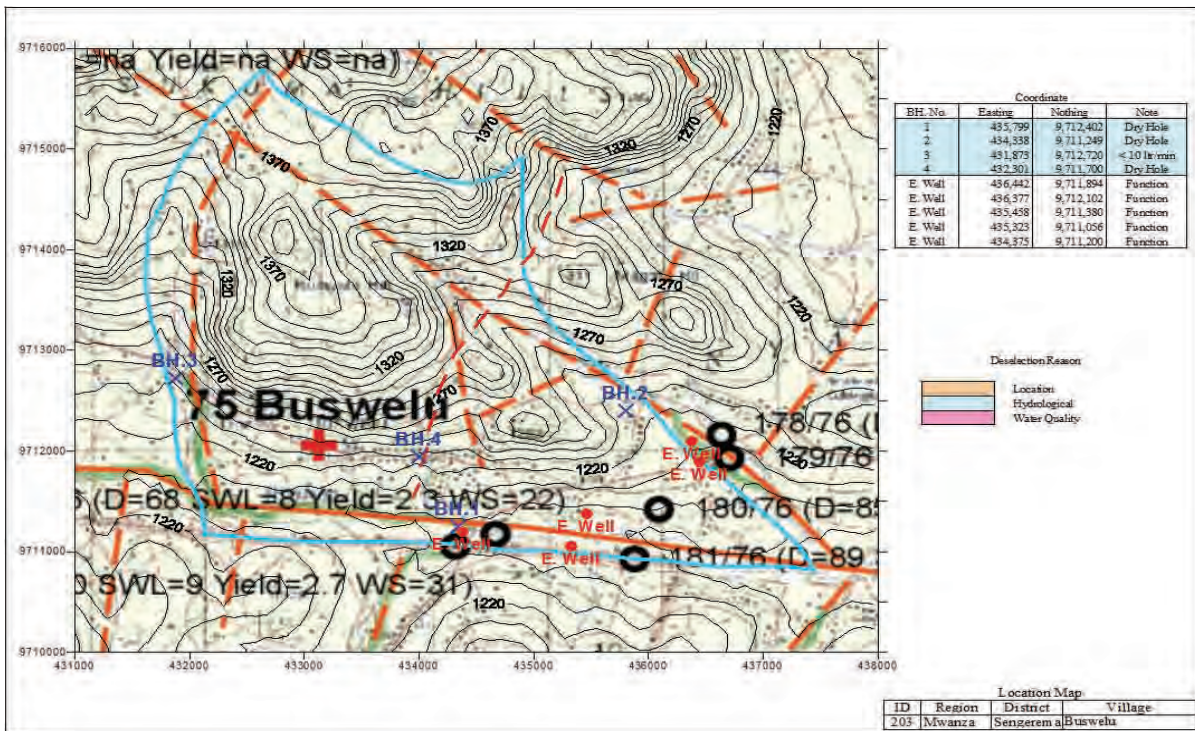 9716000
9715000
9714000
9713000
9712000
9711000
9710000
431000 432000 433000 434000 435000 436000 437000 438000
=na Yield=na WS=na)
1370
1370
1320
1270
1220
1320
1320
1370
1270
1270
1270
1320
1270
BH.3
BH.2
75 Buswelu
BH.4
178/76 (D
1220
1220
E. Well
179/76
1220
E. Well
6 (D=68 SWL=8 Yield=2.3 WS=22)
180/76 (D=85
1220
BH.1
E. Well
E. Well
E. Well
181/76 (D=89
0 SWL=9 Yield=2.7 WS=31)
1220
1220
Coordinate
BH. No. Easting Nothing Note
1 435,799 9,712,402 Dry Hole
2 434,338 9,711,249 Dry Hole
3 431,873 9,712,720 < 10 ltr/min
4 432,301 9,711,700 Dry Hole
E. Well 436,442 9,711,894 Function
E. Well 436,377 9,712,102 Function
E. Well 435,458 9,711,380 Function
E. Well 435,323 9,711,056 Function
E. Well 434,375 9,711,200 Function
Deselection Reason
Location
Hydrological
Water Quality
Location Map
ID Region District Village
203 Mwanza Sengerema Buswelu